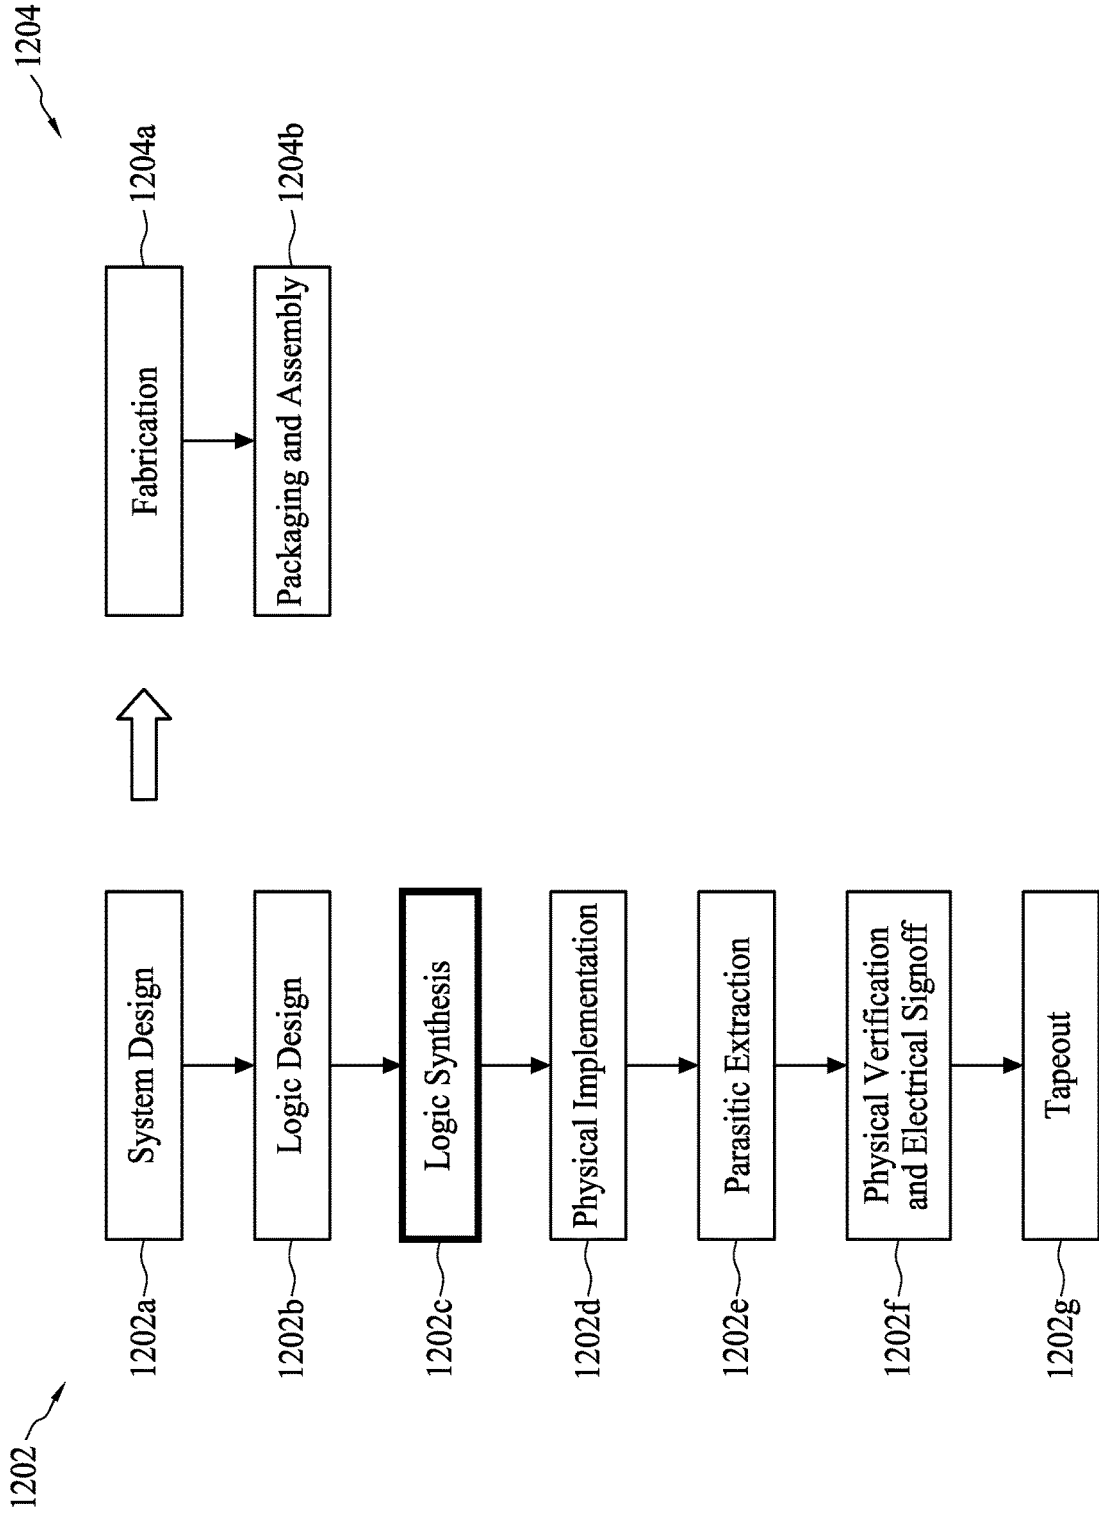 1202
1204
1202a
System Design
1202b
Logic Design
1202c
Logic Synthesis
1202d
Physical Implementation
1202e
Parasitic Extraction
1202f
Physical Verification
and Electrical Signoff
1202g
Tapeout
Fabrication
1204a
Packaging and Assembly
1204b